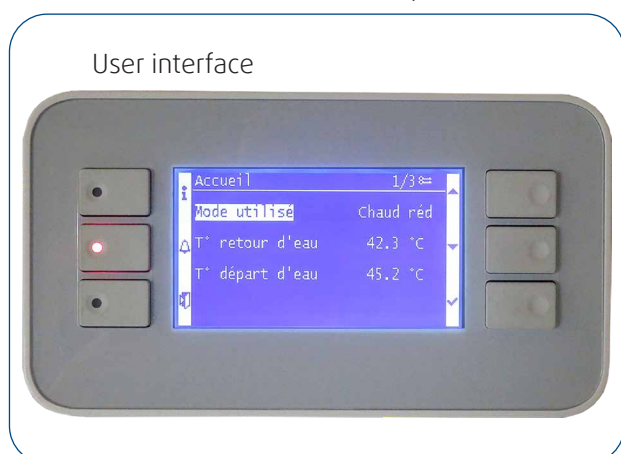 User interface
Accueil 1/3
Mode utilisé Chaud réd
T° retour d'eau 42.3 °C
T° départ d'eau 45.2 °C